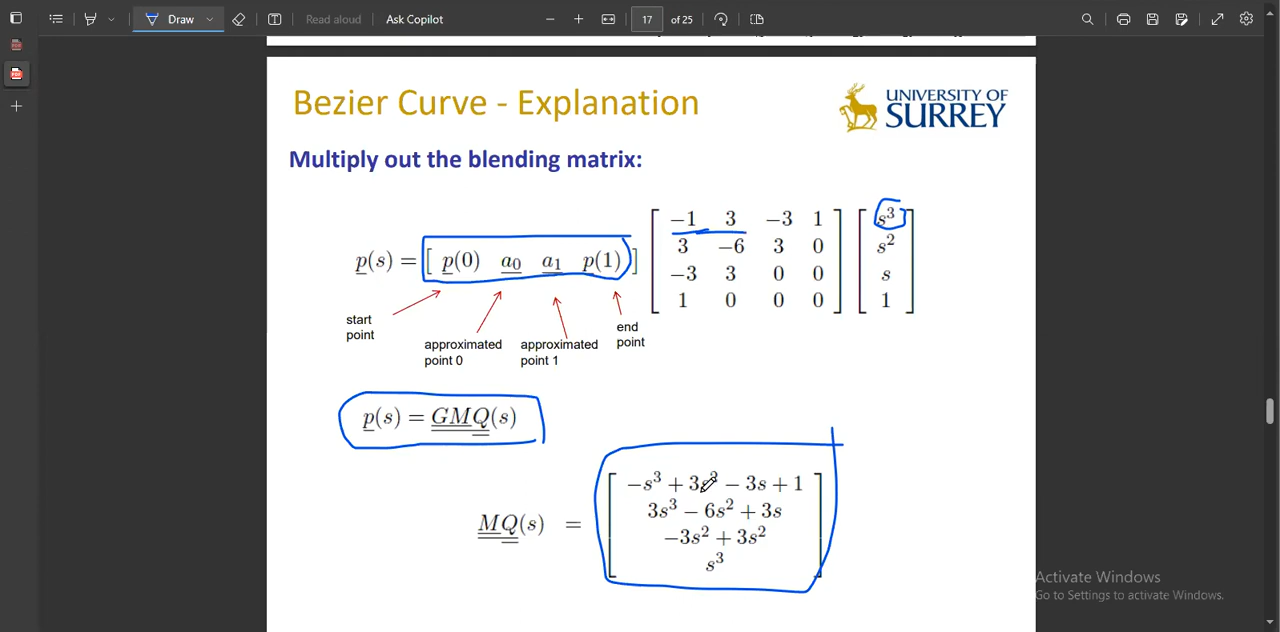 Draw
Read aloud
Ask Copilot
17 of 25
Bezier Curve - Explanation
UNIVERSITY OF
SURREY
Multiply out the blending matrix:
p(s) = [ p(0) a₀ a₁ p(1) ] [ −1 3 −3 1 ] [ s³ ]
3 −6 3 0 s²
−3 3 0 0 s
1 0 0 0 1
start
point
approximated
point 0
approximated
point 1
end
point
p(s) = GMQ(s)
MQ(s) =
−s³ + 3s² − 3s + 1
3s³ − 6s² + 3s
−3s² + 3s²
s³
Activate Windows
Go to Settings to activate Windows.